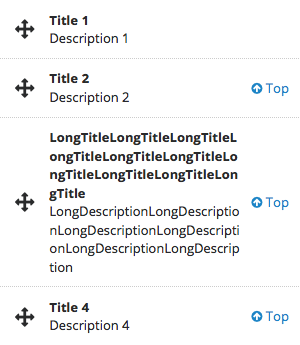 Title 1
Description 1
Title 2
Description 2
Top
LongTitleLongTitleLongTitleL
ongTitleLongTitleLongTitleLo
ngTitleLongTitleLongTitleLon
gTitle
LongDescriptionLongDescriptio
nLongDescriptionLongDescripti
onLongDescriptionLongDescrip
tion
Top
Title 4
Description 4
Top